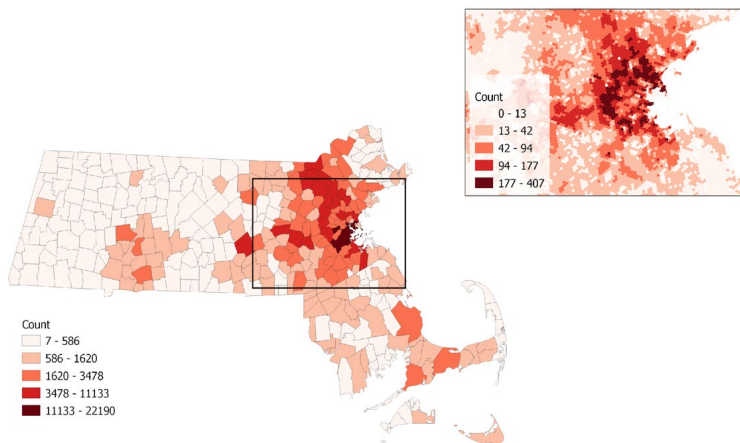 Count
0 - 13
13 - 42
42 - 94
94 - 177
177 - 407
Count
7 - 586
586 - 1620
1620 - 3478
3478 - 11133
11133 - 22190